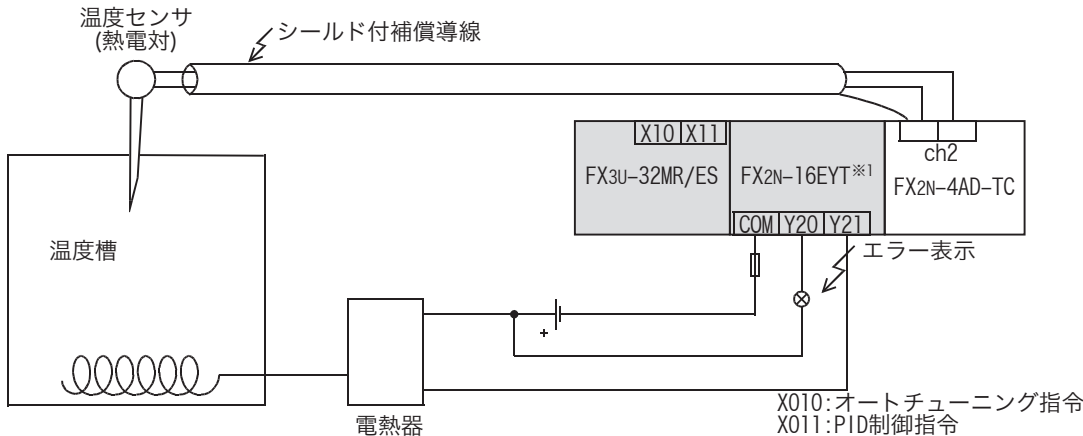 温度センサ
(熱電対)
シールド付補償導線
X10 X11
FX3U-32MR/ES
FX2N-16EYT※1
ch2
FX2N-4AD-TC
COM Y20 Y21
エラー表示
温度槽
+
電熱器
X010:オートチューニング指令
X011:PID制御指令